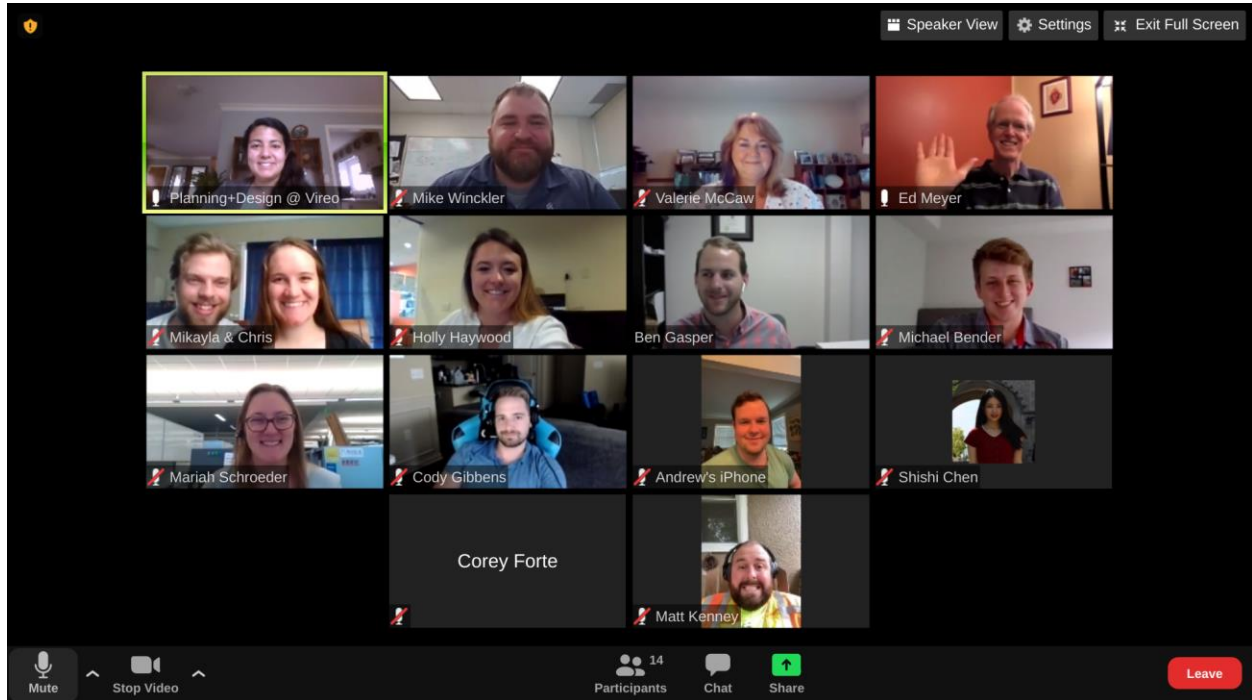 Speaker View
Settings
Exit Full Screen
Planning+Design @ Vireo
Mike Winckler
Valerie McCaw
Ed Meyer
Mikayla & Chris
Holly Haywood
Ben Gasper
Michael Bender
Mariah Schroeder
Cody Gibbens
Andrew's iPhone
Shishi Chen
Corey Forte
Matt Kenney
14
Mute
Stop Video
Participants
Chat
Share
Leave